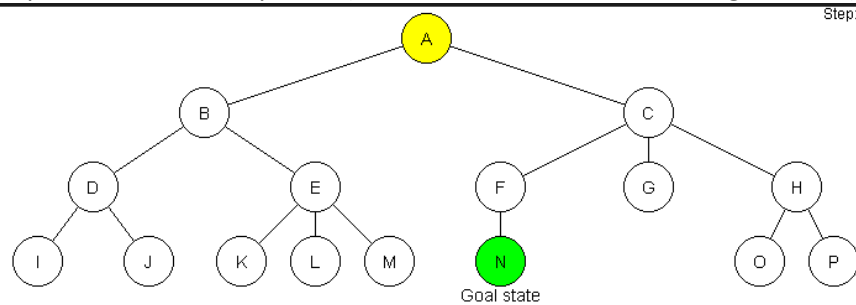 Step:
A
B C
D E F G H
I J K L M N O P
Goal state